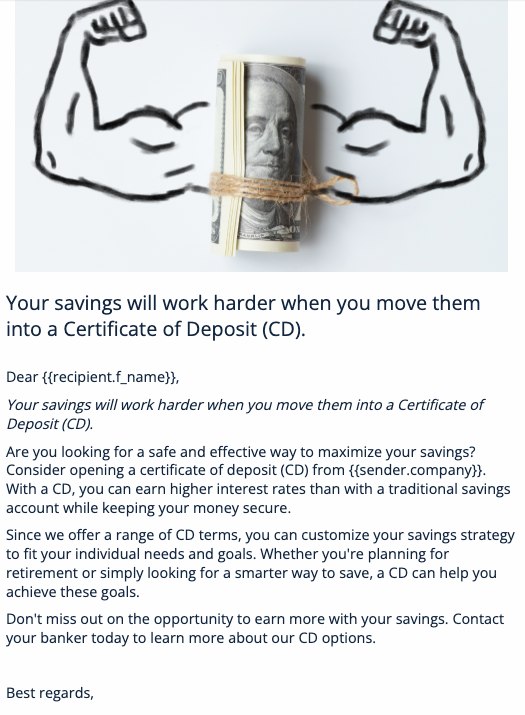 Your savings will work harder when you move them
into a Certificate of Deposit (CD).
Dear {{recipient.f_name}},
Your savings will work harder when you move them into a Certificate of
Deposit (CD).
Are you looking for a safe and effective way to maximize your savings?
Consider opening a certificate of deposit (CD) from {{sender.company}}.
With a CD, you can earn higher interest rates than with a traditional savings
account while keeping your money secure.
Since we offer a range of CD terms, you can customize your savings strategy
to fit your individual needs and goals. Whether you're planning for
retirement or simply looking for a smarter way to save, a CD can help you
achieve these goals.
Don't miss out on the opportunity to earn more with your savings. Contact
your banker today to learn more about our CD options.
Best regards,